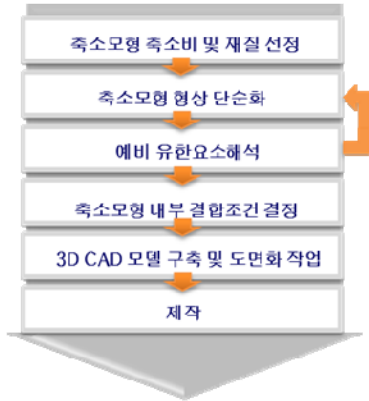 축소모형 축소비 및 재질 선정
축소모형 형상 단순화
예비 유한요소해석
축소모형 내부 결합조건 결정
3D CAD 모델 구축 및 도면화 작업
제작